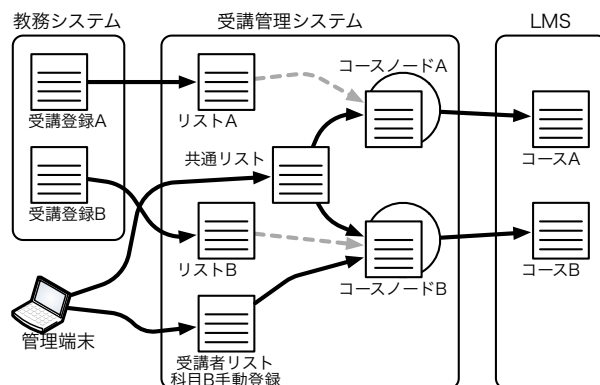 教務システム
受講管理システム
LMS
コースノードA
受講登録A
リストA
共通リスト
コースA
受講登録B
リストB
コースノードB
コースB
管理端末
受講者リスト
科目B手動登録